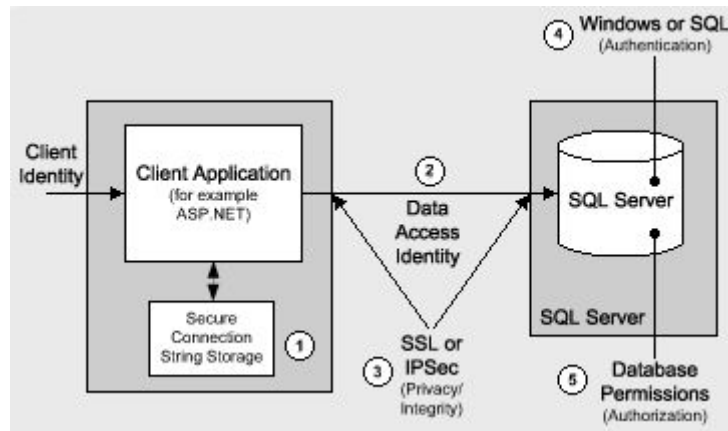 4
Windows or SQL
(Authentication)
Client
Identity
Client Application
(for example
ASP.NET)
2
Data
Access
Identity
SQL Server
Secure
Connection
String Storage
1
3
SSL or
IPSec
(Privacy/
Integrity)
SQL Server
5
Database
Permissions
(Authorization)